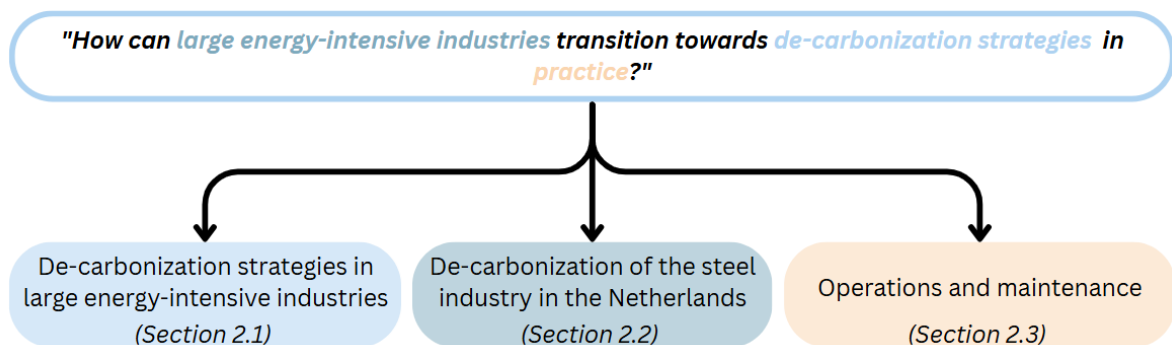 "How can large energy-intensive industries transition towards de-carbonization strategies in
practice?"
De-carbonization strategies in
large energy-intensive industries
(Section 2.1)
De-carbonization of the steel
industry in the Netherlands
(Section 2.2)
Operations and maintenance
(Section 2.3)